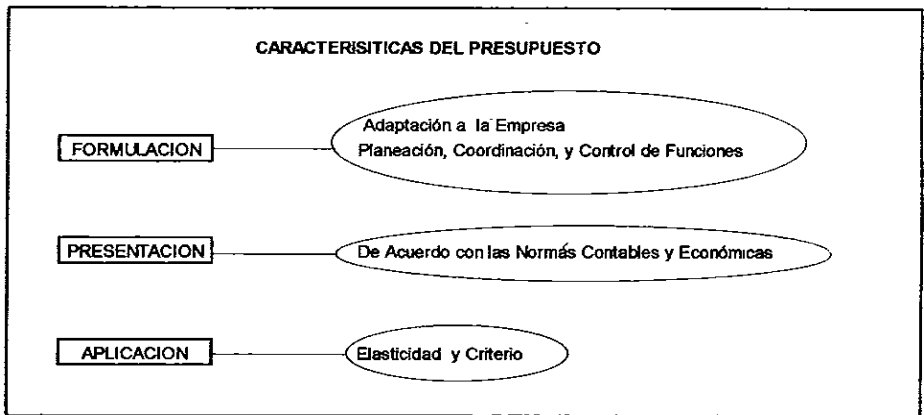 CARACTERISITICAS DEL PRESUPUESTO
Adaptación a la Empresa
FORMULACION
Planeación, Coordinación, y Control de Funciones
PRESENTACION
De Acuerdo con las Normás Contables y Económicas
APLICACION
Elasticidad y Criterio